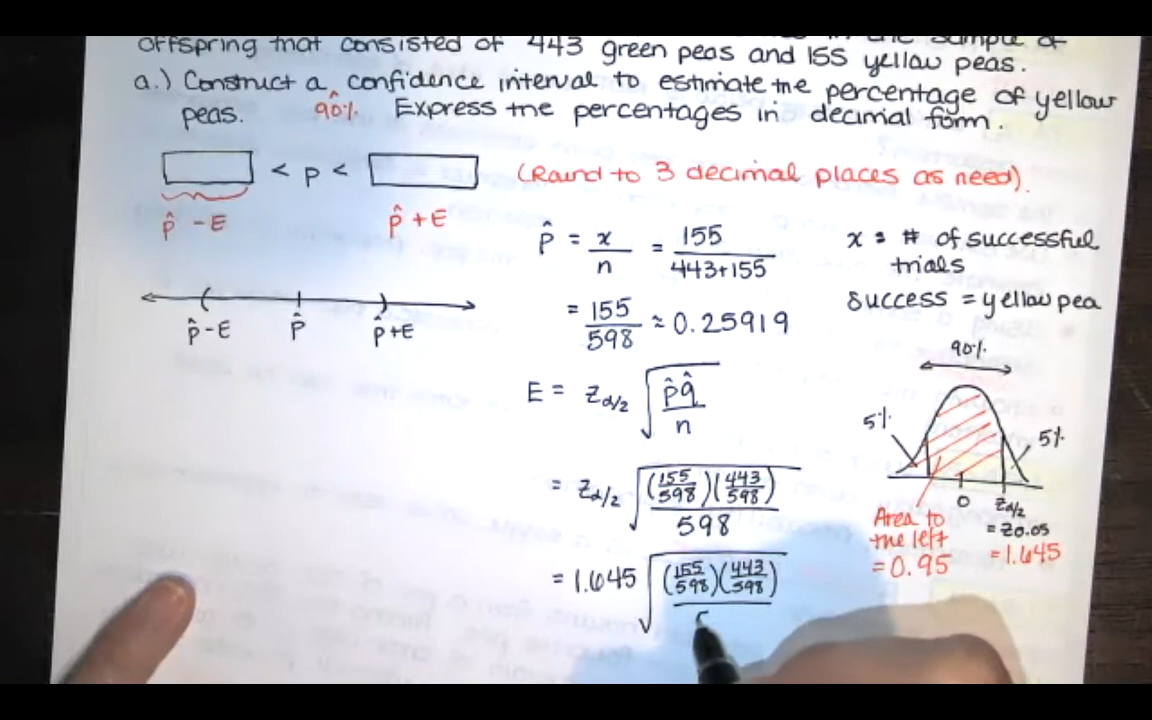 offspring that consisted of 443 green peas and 155 yellow peas.
a.) Construct a confidence interval to estimate the percentage of yellow
peas. 90% Express the percentages in decimal form.
< p < (Round to 3 decimal places as need).
p̂ - E p̂ + E
p̂ = x/n = 155/(443+155)
x = # of successful
trials
= 155/598 ≈ 0.25919
success = yellow pea
p̂-E p̂ p̂+E
90%
E = Zα/2 √(p̂q̂/n)
5% 5%
= Zα/2 √((155/598)(443/598)/598)
0 Zα/2
= Z0.05
= 1.645
Area to
the left
= 0.95
= 1.645 √((155/598)(443/598)/5